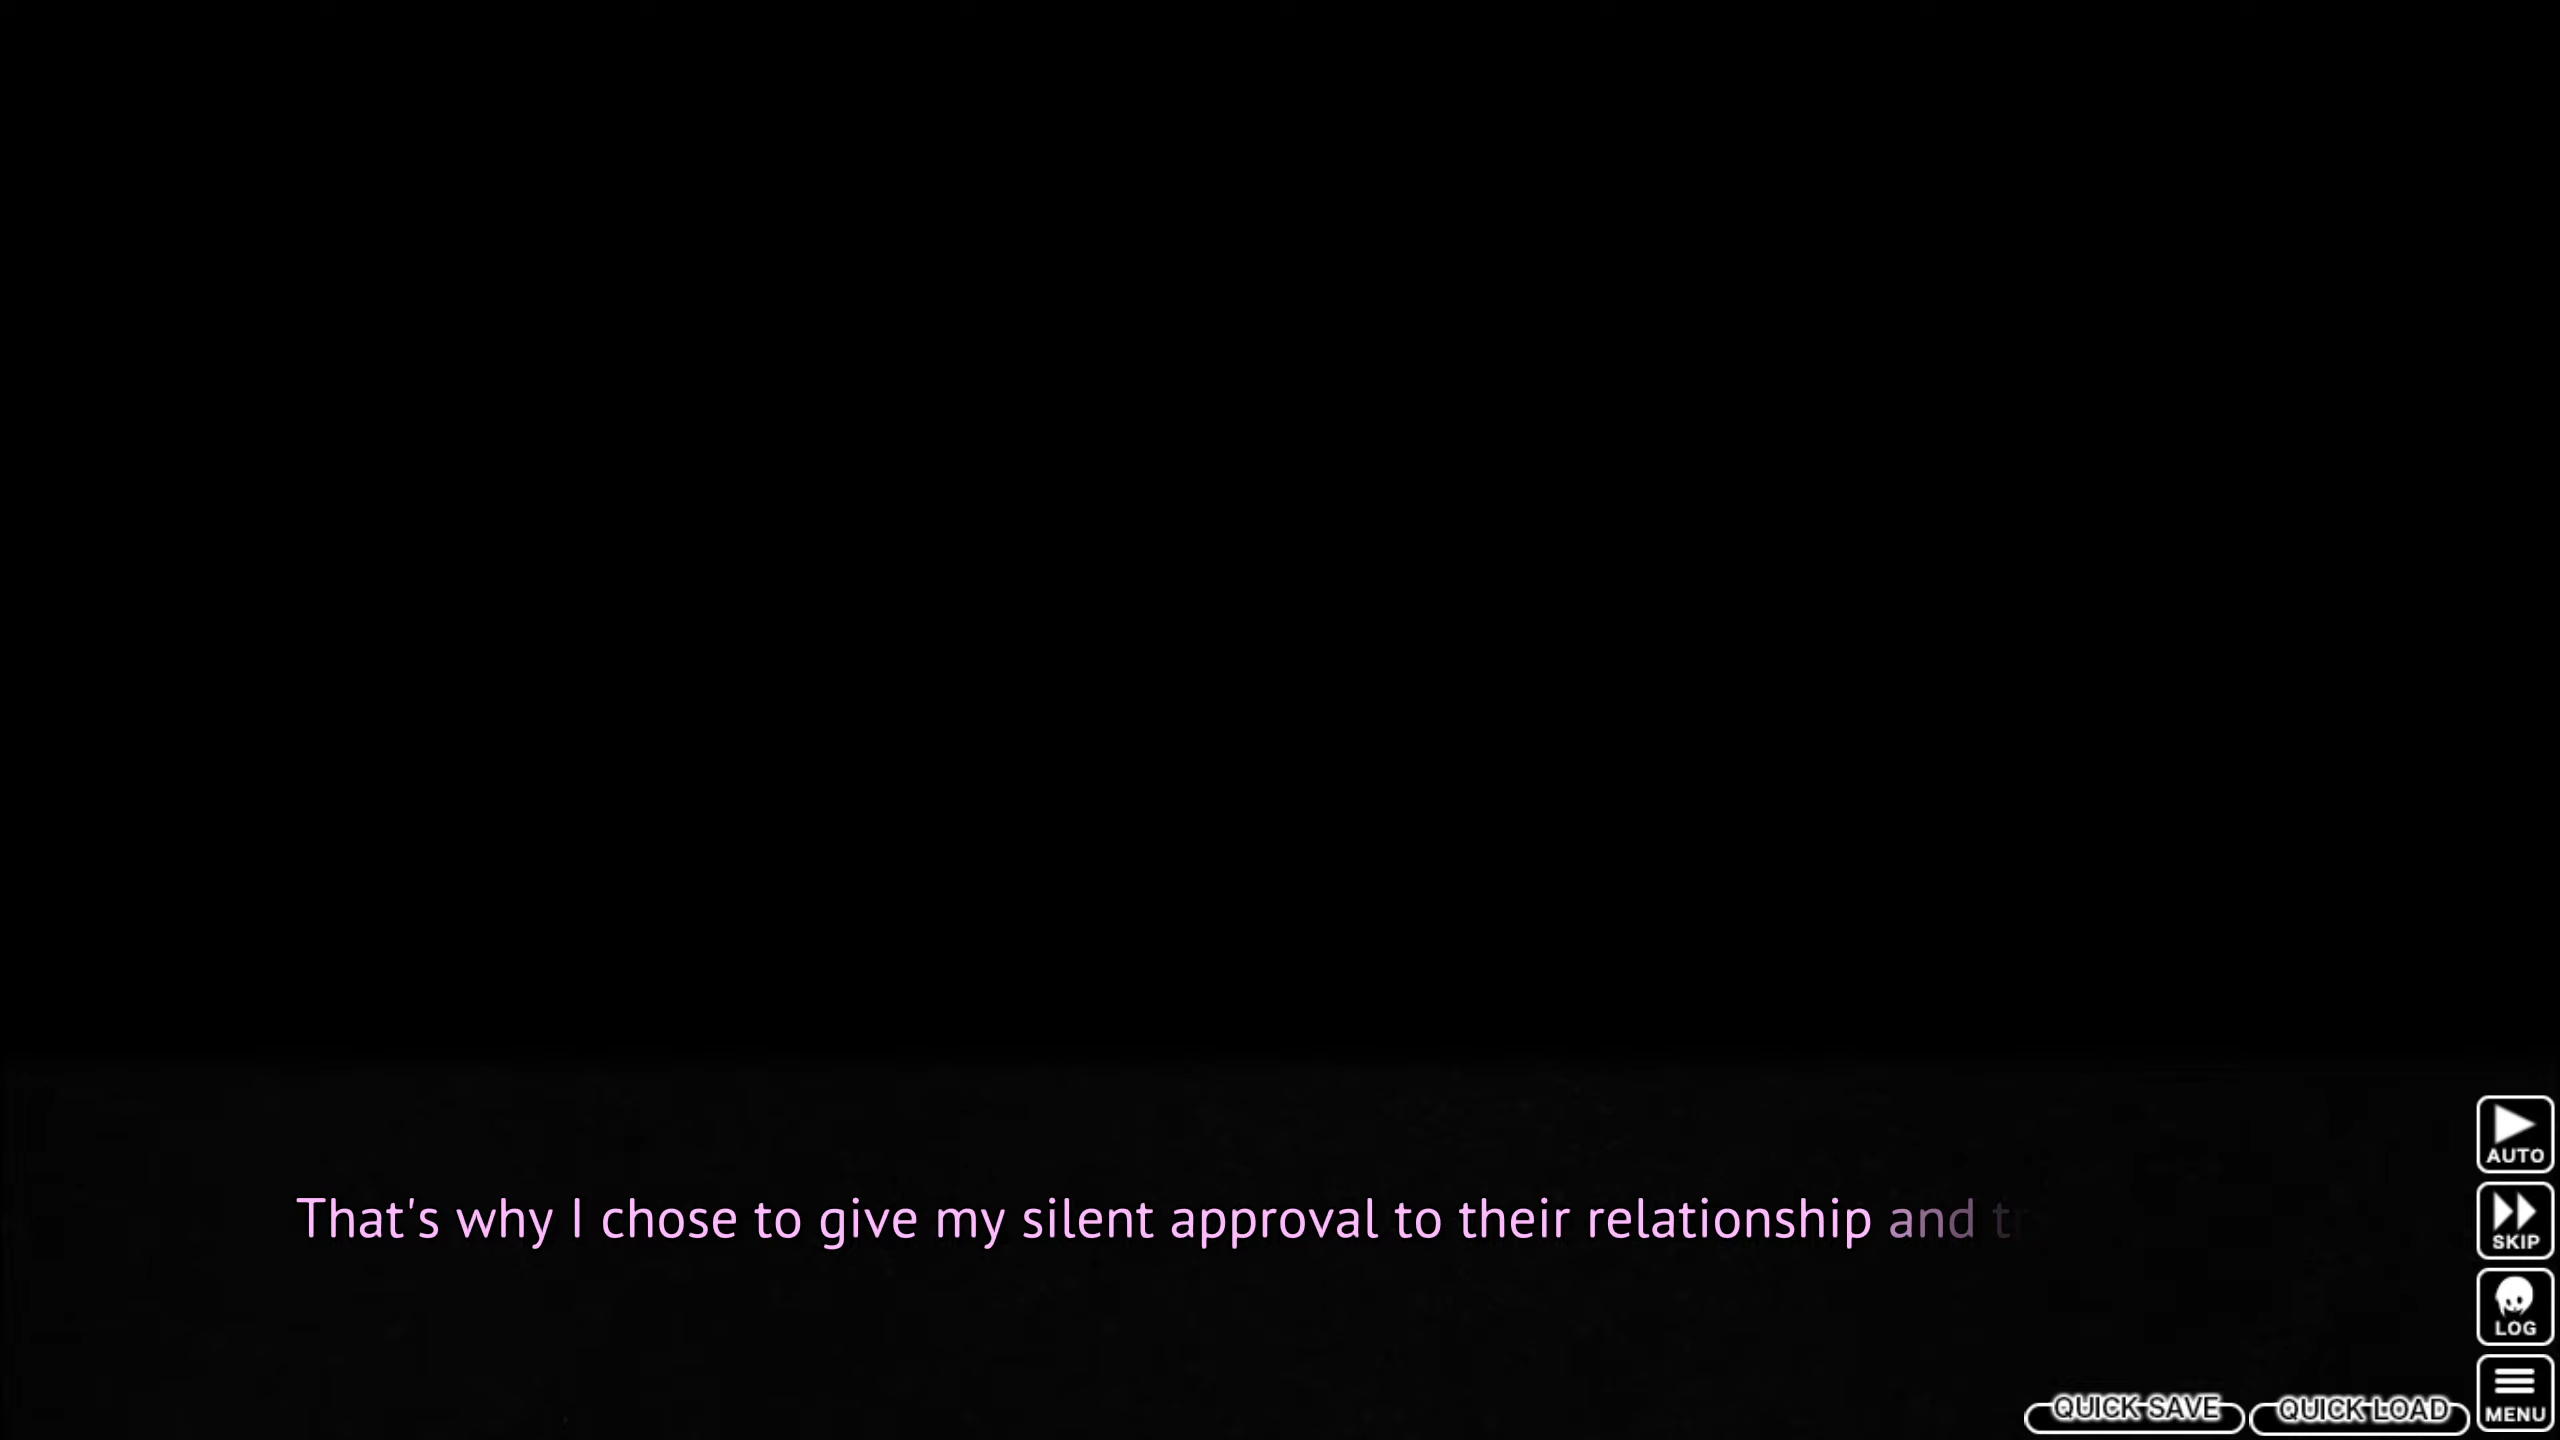 That's why I chose to give my silent approval to their relationship and
AUTO
SKIP
LOG
QUICK SAVE QUICK LOAD MENU